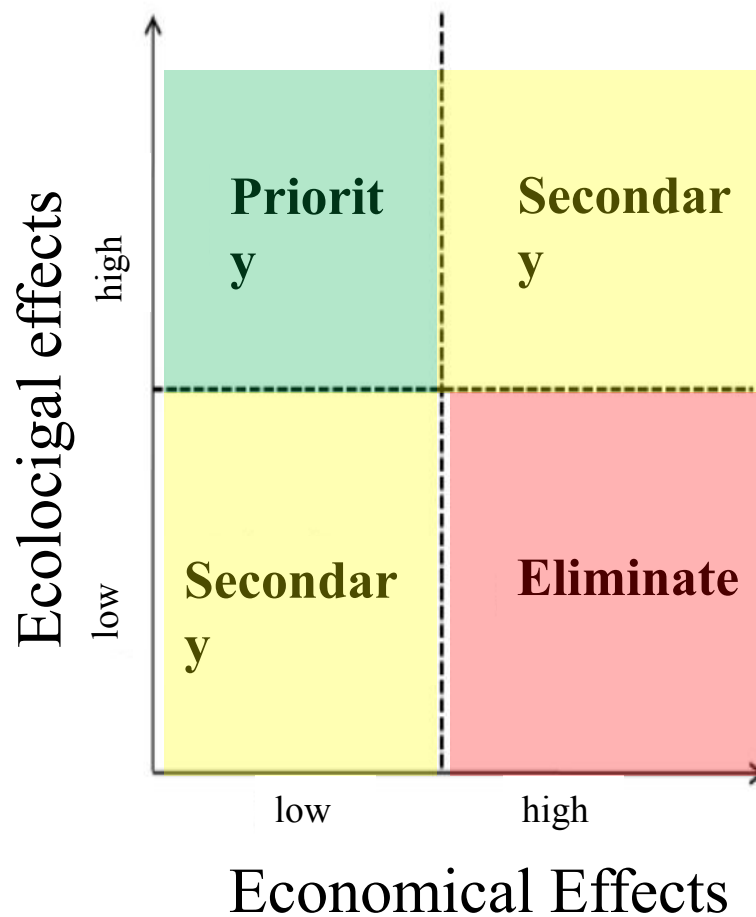 Ecolocigal effects
high
low
Priorit
y
Secondar
y
Secondar
y
Eliminate
low
high
Economical Effects